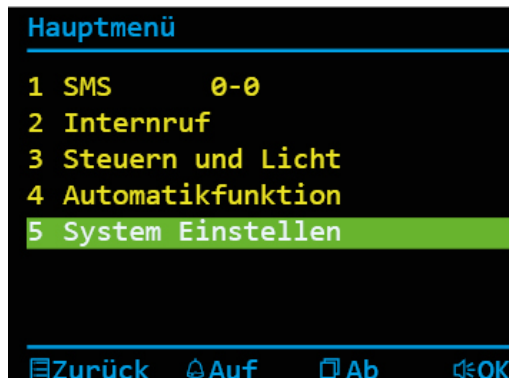 Hauptmenü
1 SMS 0-0
2 Internruf
3 Steuern und Licht
4 Automatikfunktion
5 System Einstellen
Zurück Auf Ab OK